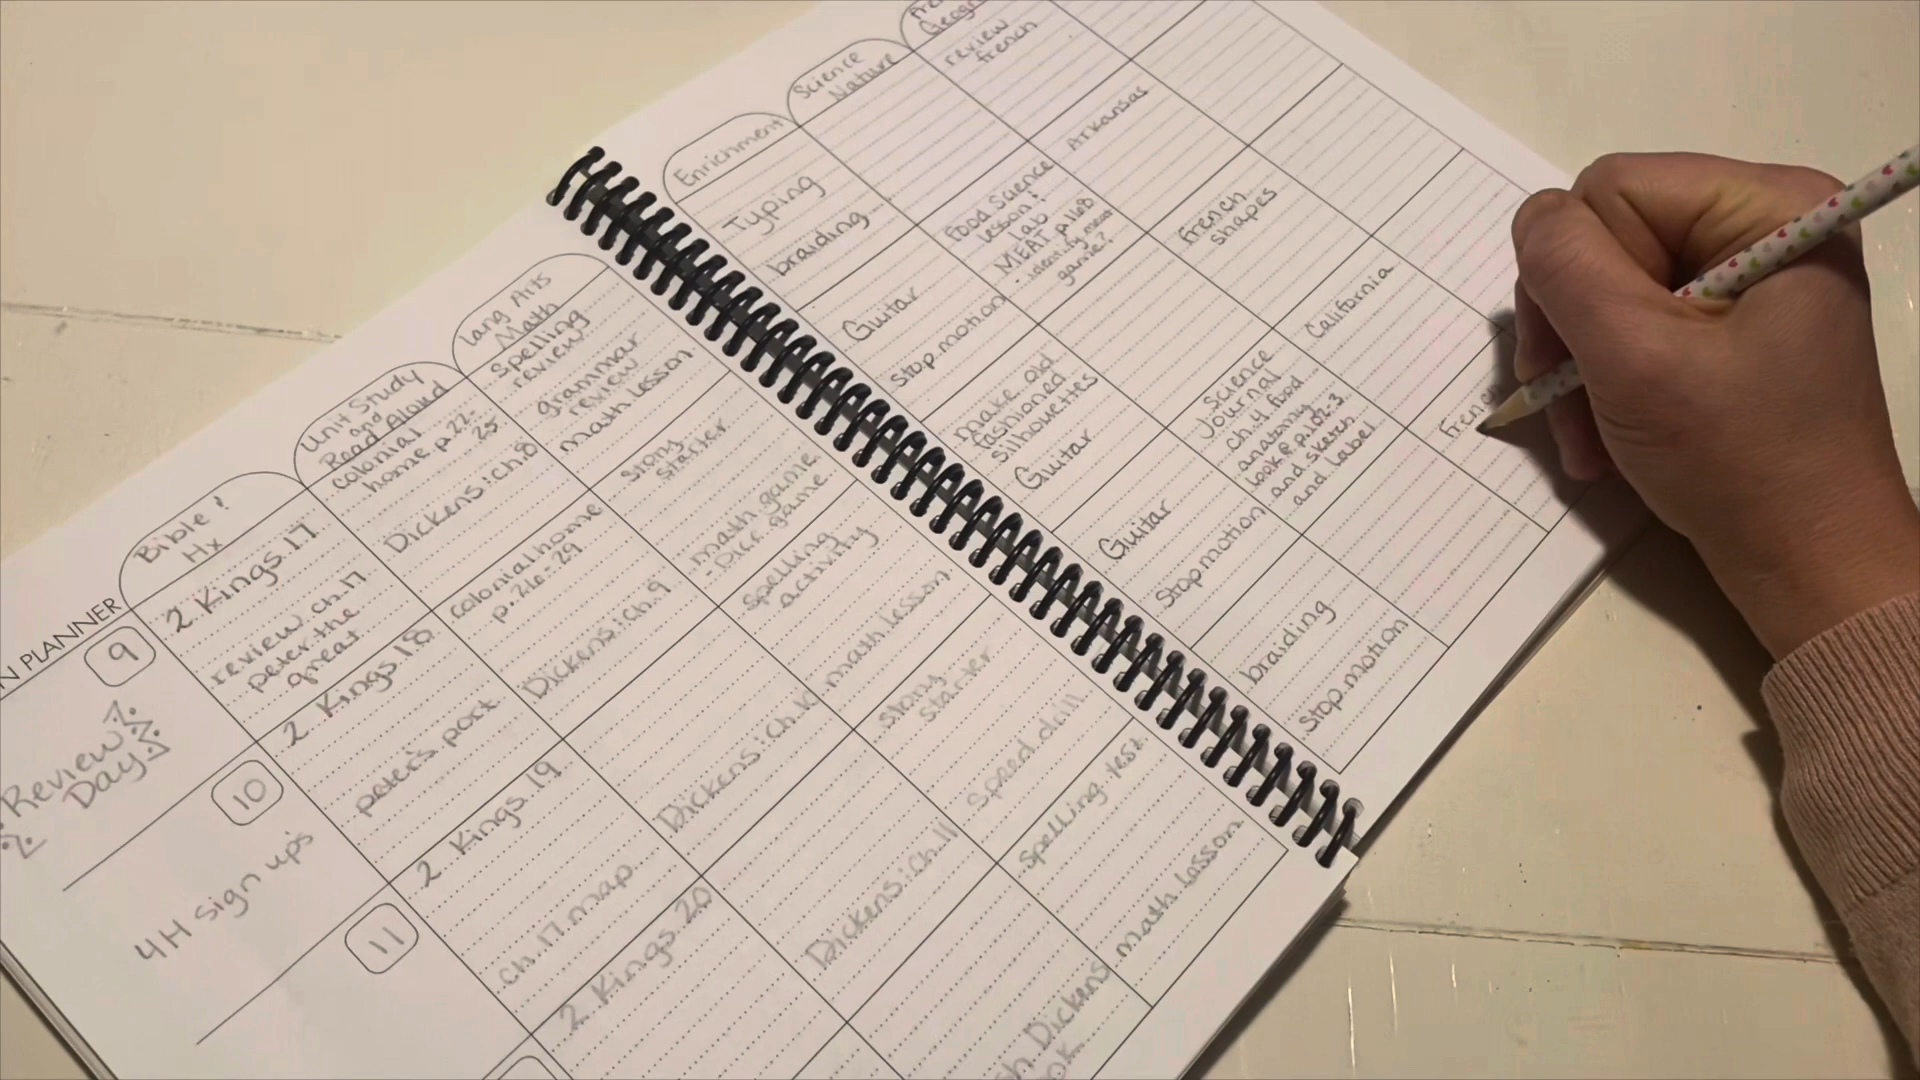 N PLANNER
9
Review
Day
10
4H sign ups
11
Bible &
Hx
2 Kings 17
review ch.17
peter the
great
2 Kings 18
peter's port
2 Kings 19
ch.17 map
2 Kings 20
Unit Study
and
Read Aloud
colonial
home p.22-
25
Dickens: ch8
colonial home
p.26-29
Dickens: ch.9
Dickens: ch.10
Dickens: ch.11
Dickens
Lang Arts
Math
spelling
review
grammar
review
math lesson
story
starter
math game
- Dice game
spelling
activity
math lesson
story
starter
speed drill
spelling test
math lesson
Enrichment
Typing
braiding
Guitar
stop motion
make old
fashioned
silhouettes
Guitar
Guitar
stop motion
braiding
stop motion
Science
Nature
food science
lesson &
lab
MEAT p.168
game?
science
journal
ch.4 food
anatomy
look @ p.102-3
and sketch
and label
review
french
Arkansas
french
shapes
California
french